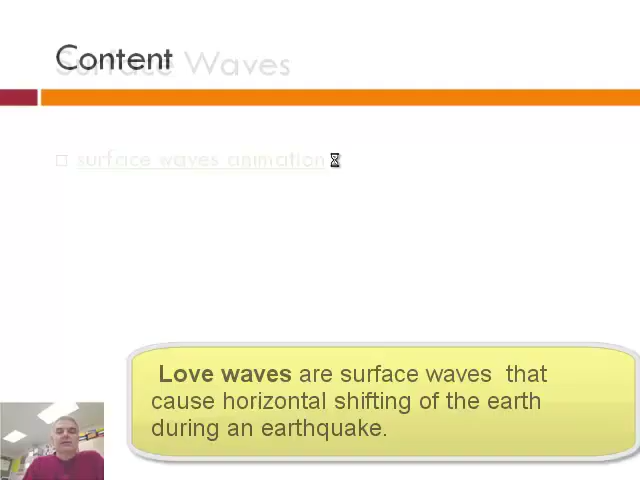 Content
Surface Waves
surface waves animation
Love waves are surface waves that
cause horizontal shifting of the earth
during an earthquake.